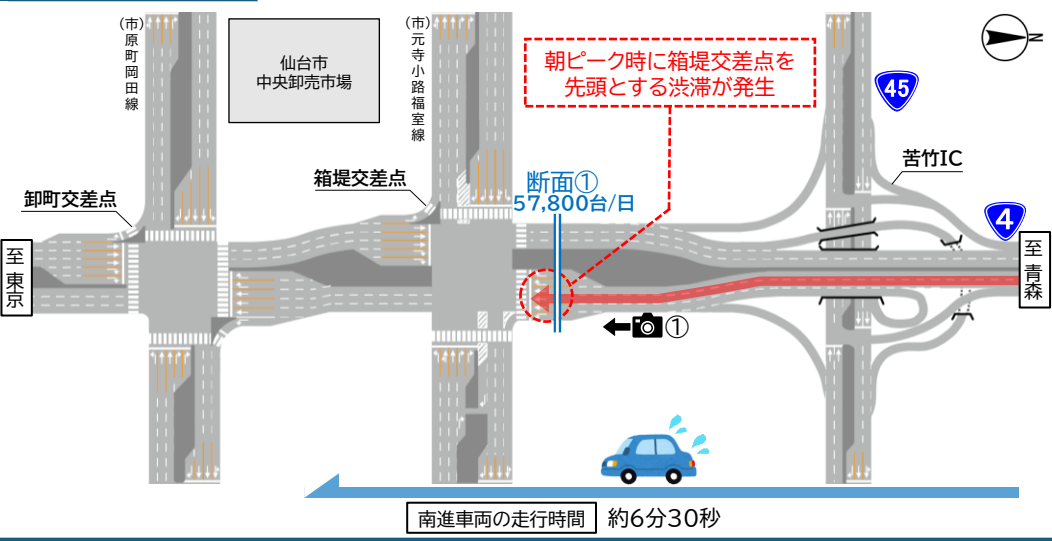 (市)原町岡田線
仙台市
中央卸売市場
(市)元寺小路福室線
朝ピーク時に箱堤交差点を
先頭とする渋滞が発生
N
45
苦竹IC
箱堤交差点
卸町交差点
断面①
57,800台/日
4
至 東京
至 青森
①
南進車両の走行時間
約6分30秒